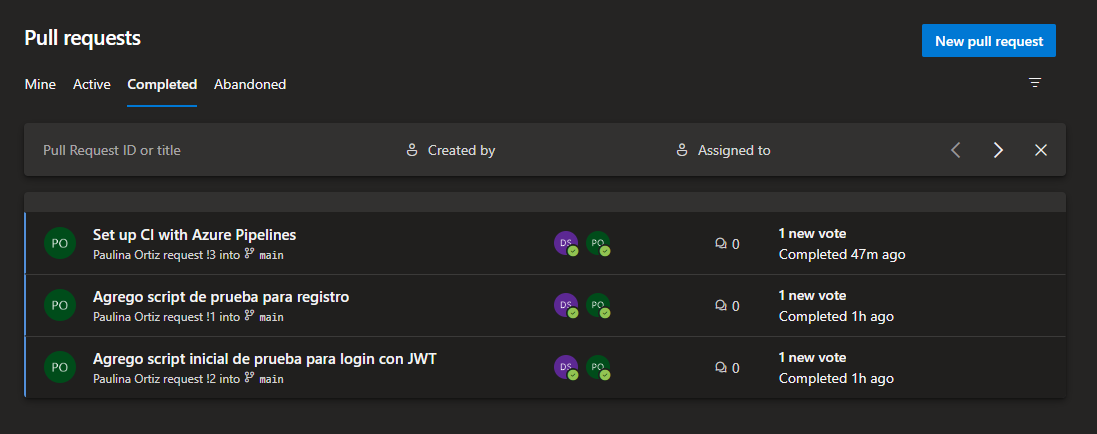 Pull requests
New pull request
Mine Active Completed Abandoned
Pull Request ID or title Created by Assigned to
PO Set up CI with Azure Pipelines DS PO 0 1 new vote
Paulina Ortiz request !3 into main Completed 47m ago
PO Agrego script de prueba para registro DS PO 0 1 new vote
Paulina Ortiz request !1 into main Completed 1h ago
PO Agrego script inicial de prueba para login con JWT DS PO 0 1 new vote
Paulina Ortiz request !2 into main Completed 1h ago